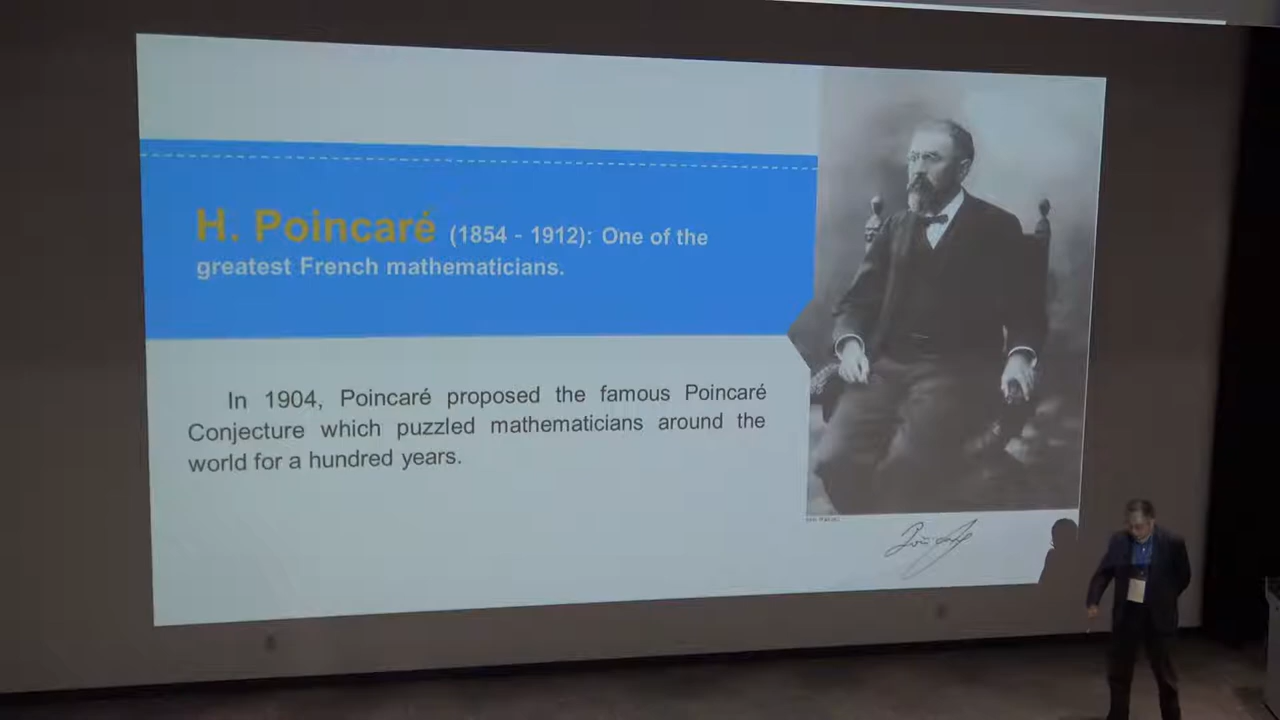 H. Poincaré (1854 - 1912): One of the
greatest French mathematicians.
In 1904, Poincaré proposed the famous Poincaré
Conjecture which puzzled mathematicians around the
world for a hundred years.